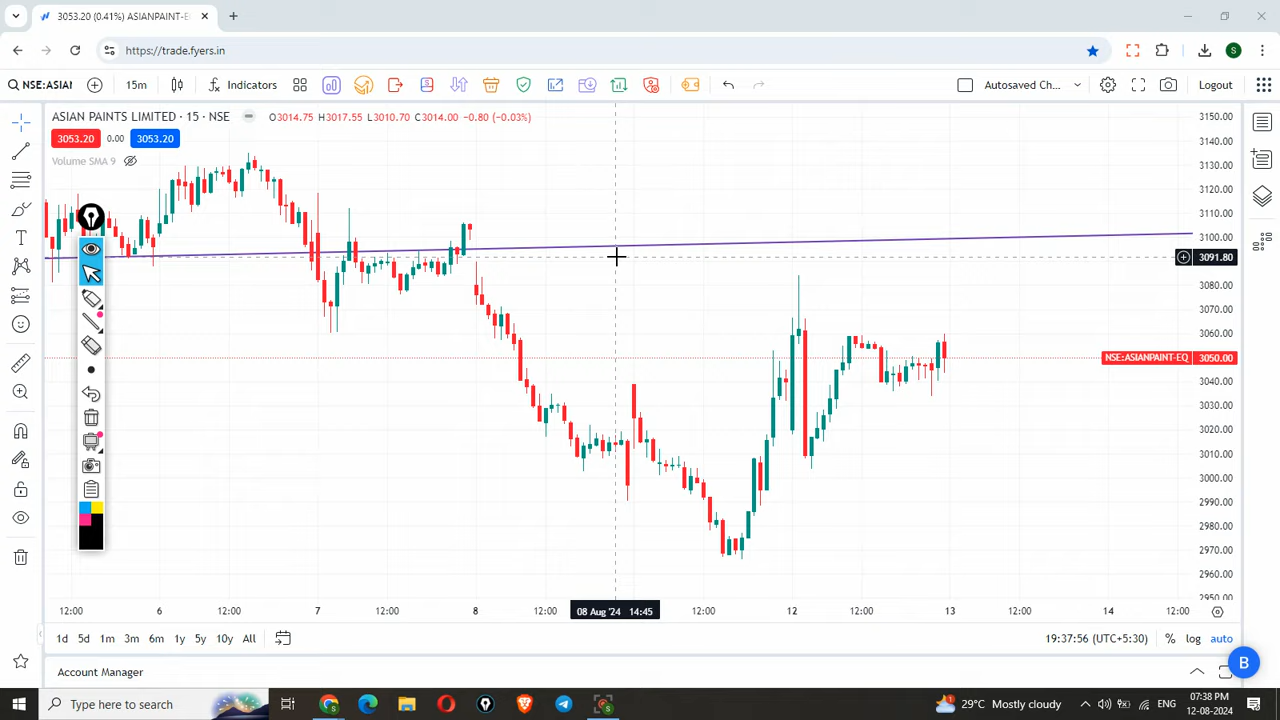 3053.20 (0.41%) ASIANPAINT-E
https://trade.fyers.in
S
NSE:ASIAI
15m
Indicators
Autosaved Ch...
Logout
ASIAN PAINTS LIMITED · 15 · NSE
O3014.75 H3017.55 L3010.70 C3014.00 −0.80 (−0.03%)
3053.20
0.00
3053.20
Volume SMA 9
3150.00
3140.00
3130.00
3120.00
3110.00
3100.00
3091.80
3080.00
3070.00
3060.00
NSE:ASIANPAINT-EQ
3050.00
3040.00
3030.00
3020.00
3010.00
3000.00
2990.00
2980.00
2970.00
2960.00
2950.00
12:00
6
12:00
7
12:00
8
12:00
08 Aug '24 14:45
12:00
12
12:00
13
12:00
14
12:00
1d
5d
1m
3m
6m
1y
5y
10y
All
19:37:56 (UTC+5:30)
%
log
auto
Account Manager
B
Type here to search
29°C Mostly cloudy
ENG
07:38 PM
12-08-2024